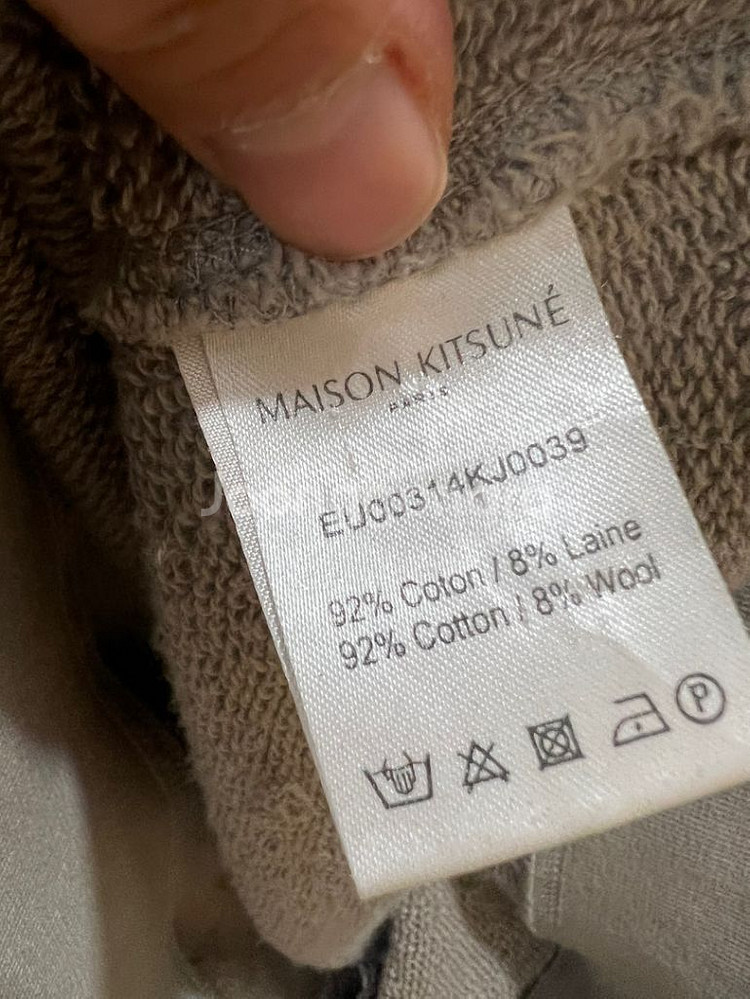 MAISON KITSUNÉ
PARIS
EU00314KJ0039
92% Coton / 8% Laine
92% Cotton / 8% Wool
P